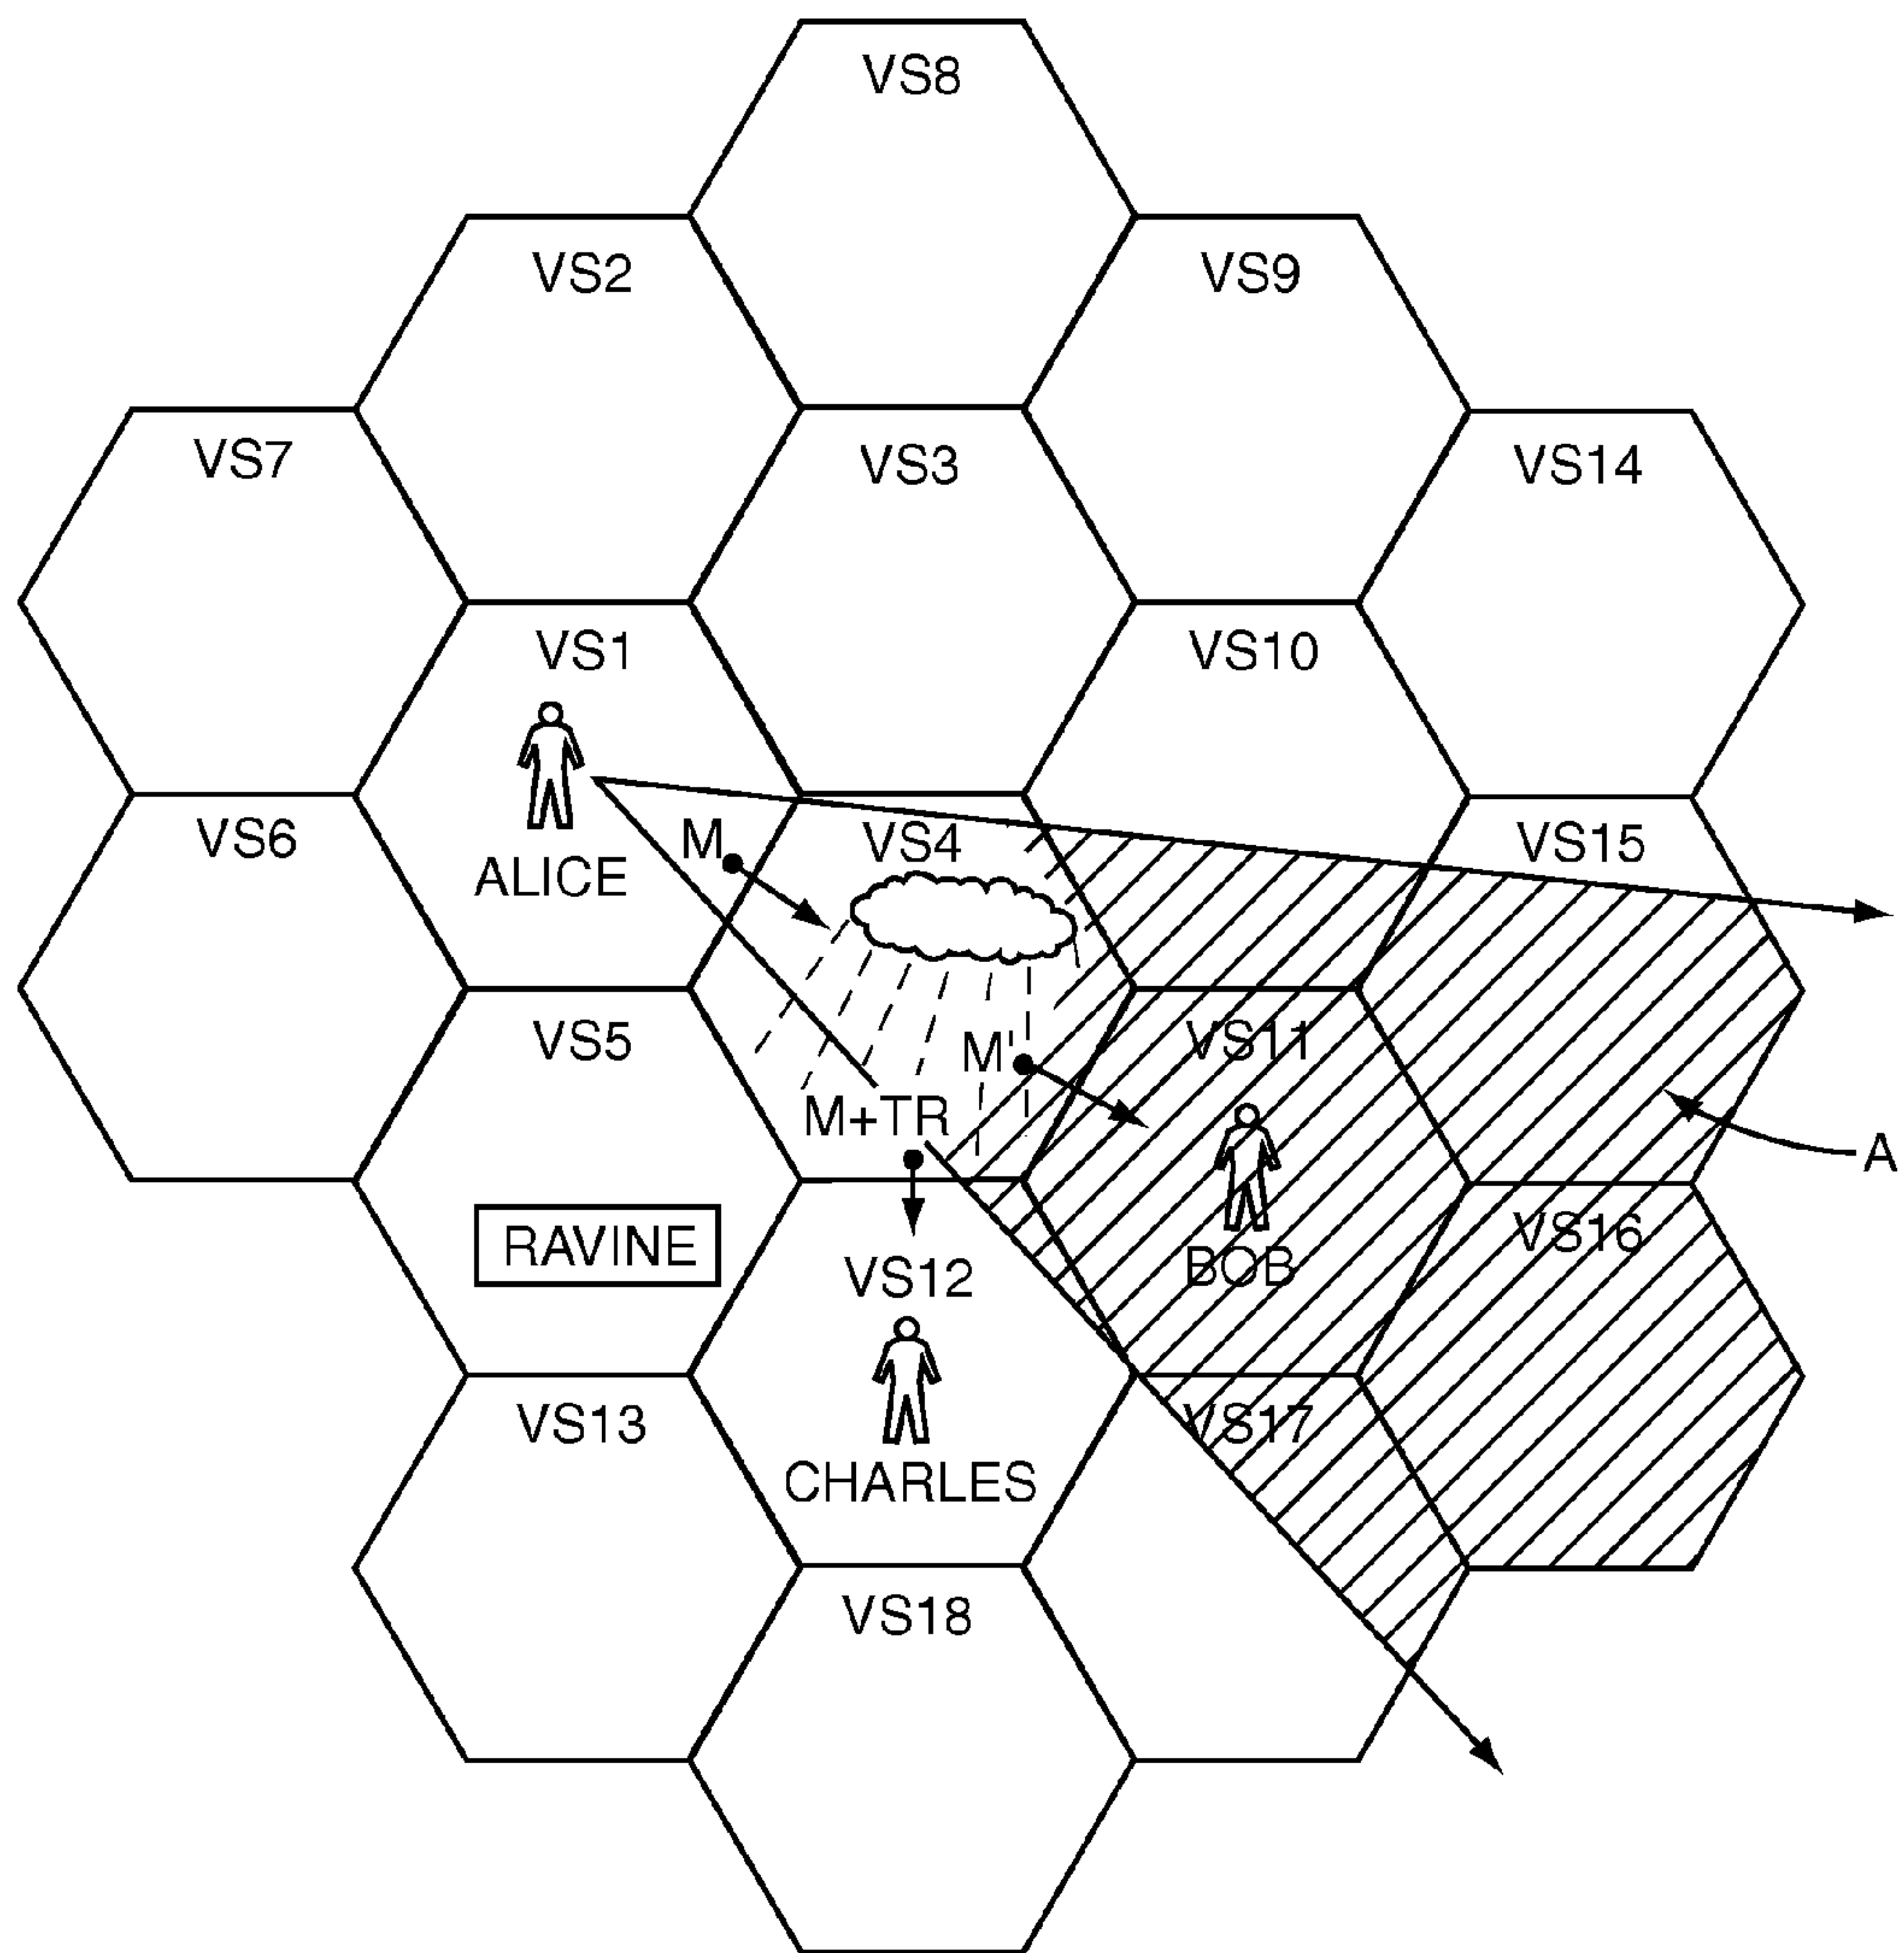 VS8
VS2
VS9
VS7
VS3
VS14
VS1
VS10
VS6
ALICE
M
VS4
VS15
VS5
M'
VS11
M+TR
A
RAVINE
VS12
BOB
VS16
VS13
CHARLES
VS17
VS18